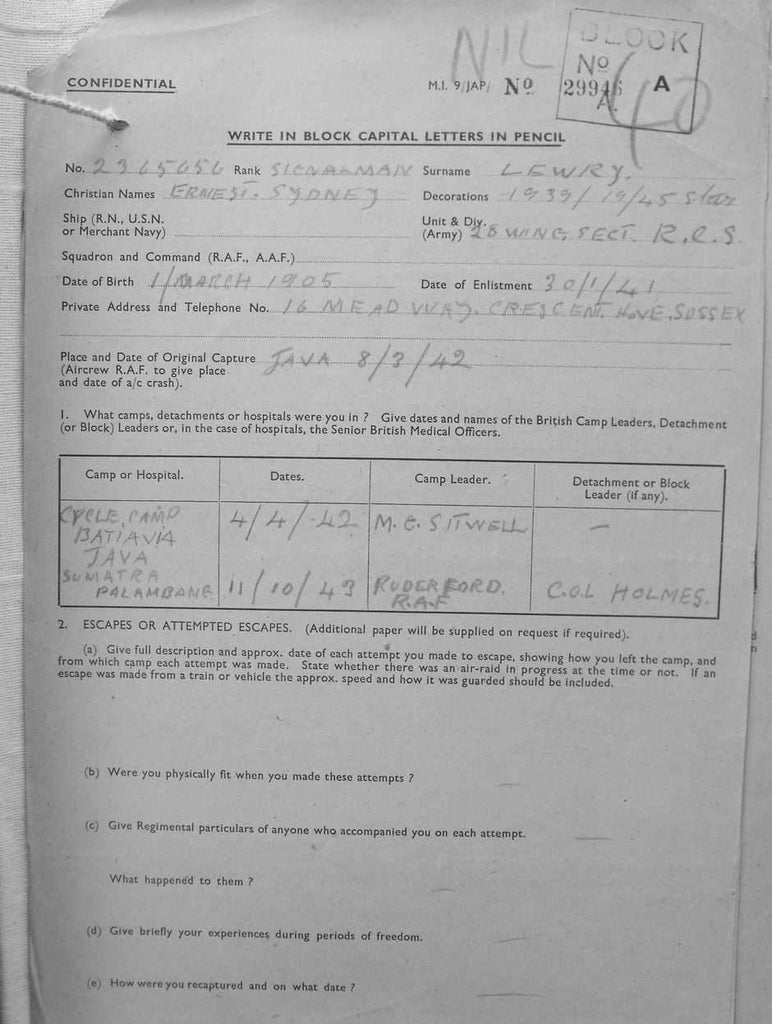 NIL
BLOCK
CONFIDENTIAL
M.I. 9/JAP/ No 29946 A
No
A.
WRITE IN BLOCK CAPITAL LETTERS IN PENCIL
No. 2365656 Rank SIGNALMAN Surname LEWRY.
Christian Names ERNEST. SYDNEY Decorations 1939/19/45 Star
Ship (R.N., U.S.N. or Merchant Navy) Unit & Div. (Army) 28 WING SECT. R.C.S.
Squadron and Command (R.A.F., A.A.F.)
Date of Birth 1/MARCH 1905 Date of Enlistment 30/1/41
Private Address and Telephone No. 16 MEADWAY. CRESCENT. HOVE. SUSSEX
Place and Date of Original Capture JAVA 8/3/42
(Aircrew R.A.F. to give place
and date of a/c crash).
1. What camps, detachments or hospitals were you in ? Give dates and names of the British Camp Leaders, Detachment
(or Block) Leaders or, in the case of hospitals, the Senior British Medical Officers.
Camp or Hospital. Dates. Camp Leader. Detachment or Block
Leader (if any).
CYCLE, CAMP 4/4/-42 M. G. SITWELL —
BATIAVIA
JAVA
SUMATRA
PALAMBANG 11/10/43 RUDERFORD. C.O.L HOLMES.
R.A.F
2. ESCAPES OR ATTEMPTED ESCAPES. (Additional paper will be supplied on request if required).
(a) Give full description and approx. date of each attempt you made to escape, showing how you left the camp, and
from which camp each attempt was made. State whether there was an air-raid in progress at the time or not. If an
escape was made from a train or vehicle the approx. speed and how it was guarded should be included.
(b) Were you physically fit when you made these attempts ?
(c) Give Regimental particulars of anyone who accompanied you on each attempt.
What happened to them ?
(d) Give briefly your experiences during periods of freedom.
(e) How were you recaptured and on what date ?